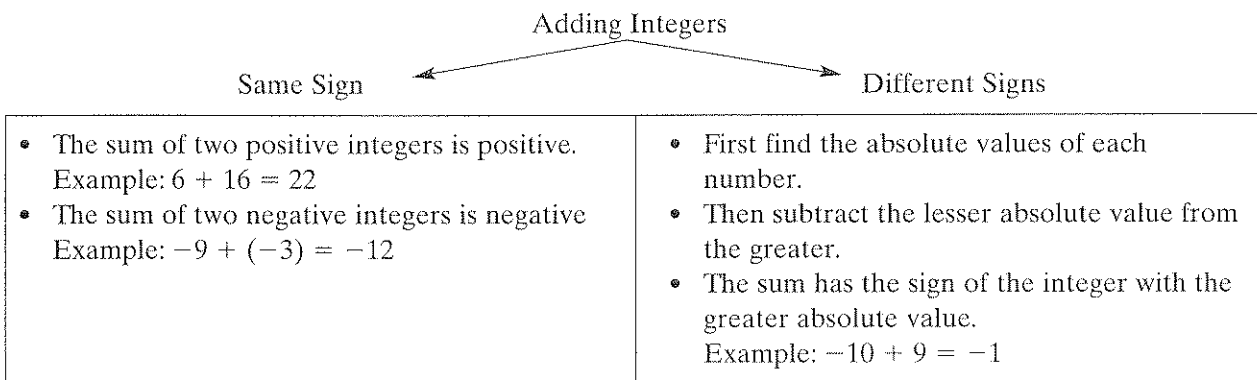 Adding Integers
Same Sign
Different Signs
• The sum of two positive integers is positive.
Example: 6 + 16 = 22
• The sum of two negative integers is negative
Example: −9 + (−3) = −12
• First find the absolute values of each
number.
• Then subtract the lesser absolute value from
the greater.
• The sum has the sign of the integer with the
greater absolute value.
Example: −10 + 9 = −1